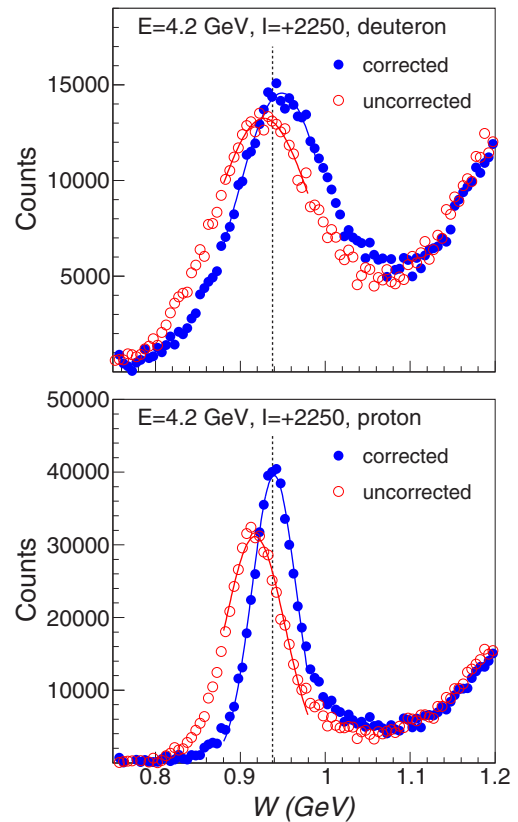 E=4.2 GeV, I=+2250, deuteron
corrected
uncorrected
15000
10000
5000
Counts
50000
E=4.2 GeV, I=+2250, proton
corrected
uncorrected
40000
30000
20000
10000
Counts
0.8 0.9 1 1.1 1.2
W (GeV)